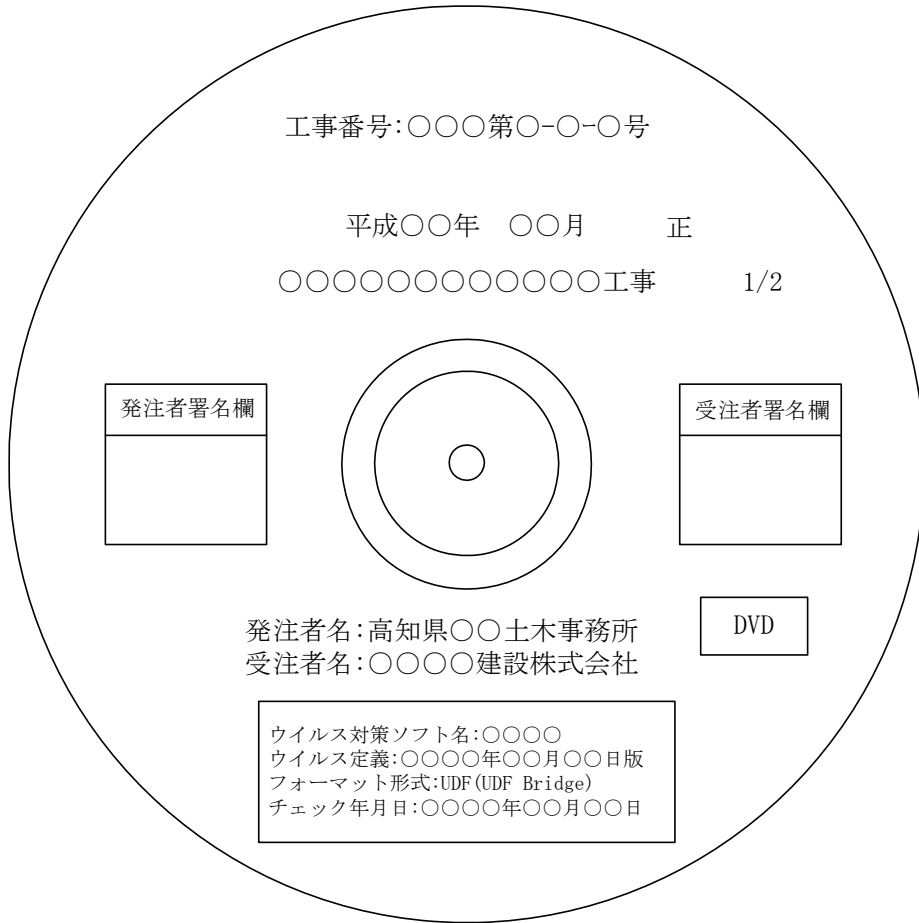 工事番号:○○○第○-○-○号
平成○○年　○○月　　　正
○○○○○○○○○○○○工事　　　1/2
発注者署名欄
受注者署名欄
発注者名:高知県○○土木事務所
受注者名:○○○○建設株式会社
DVD
ウイルス対策ソフト名:○○○○
ウイルス定義:○○○○年○○月○○日版
フォーマット形式:UDF(UDF Bridge)
チェック年月日:○○○○年○○月○○日